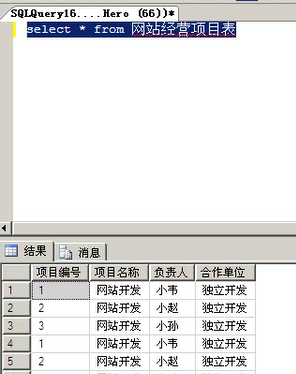 SQLQuery16....Hero (66))*
select * from 网站经营项目表
结果 消息
项目编号 项目名称 负责人 合作单位
1 1 网站开发 小韦 独立开发
2 2 网站开发 小赵 独立开发
3 3 网站开发 小孙 独立开发
4 1 网站开发 小韦 独立开发
5 2 网站开发 小赵 独立开发